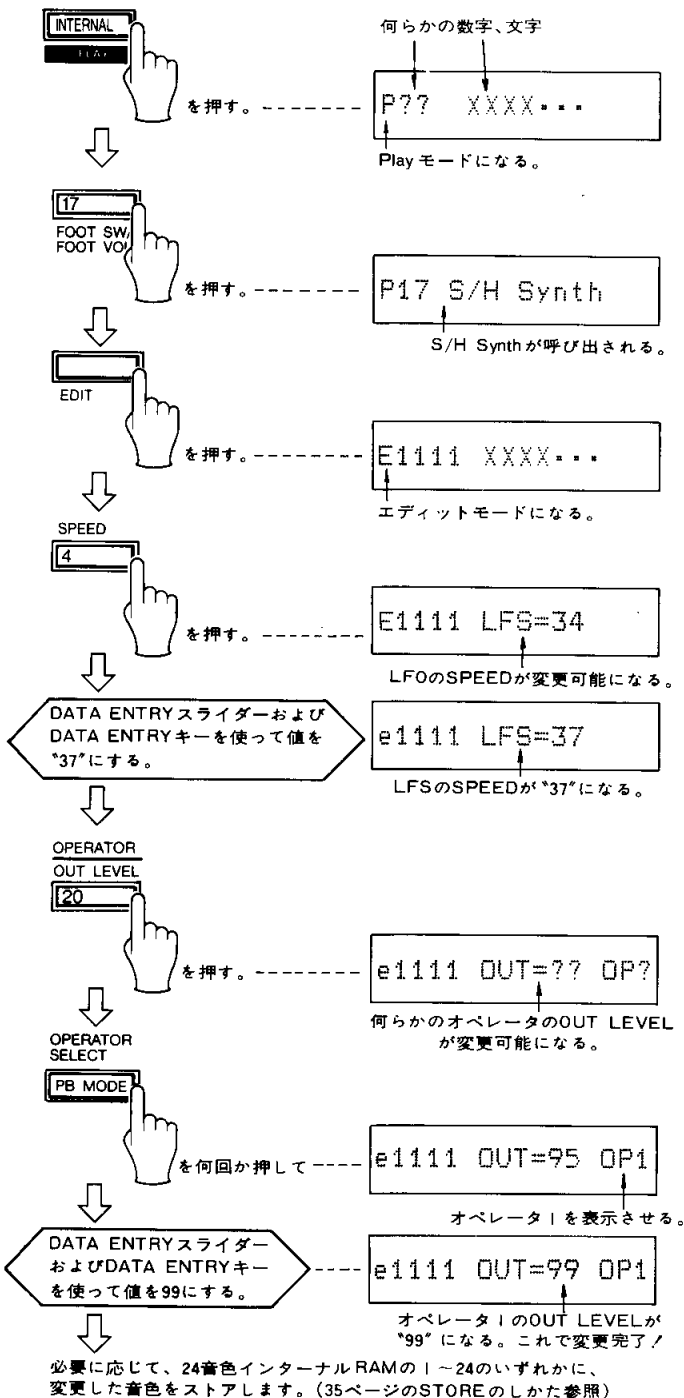 INTERNAL
PLAY
を押す。
何らかの数字、文字
P?? XXXX・・・
Playモードになる。
17
FOOT SW/
FOOT VOL
を押す。
P17 S/H Synth
S/H Synthが呼び出される。
EDIT
を押す。
E1111 XXXX・・・
エディットモードになる。
SPEED
4
を押す。
E1111 LFS=34
LFOのSPEEDが変更可能になる。
DATA ENTRYスライダーおよび
DATA ENTRYキーを使って値を
"37"にする。
e1111 LFS=37
LFSのSPEEDが"37"になる。
OPERATOR
OUT LEVEL
20
を押す。
e1111 OUT=?? OP?
何らかのオペレータのOUT LEVEL
が変更可能になる。
OPERATOR
SELECT
PB MODE
を何回か押して
e1111 OUT=95 OP1
オペレータ1を表示させる。
DATA ENTRYスライダー
およびDATA ENTRYキー
を使って値を99にする。
e1111 OUT=99 OP1
オペレータ1のOUT LEVELが
"99"になる。これで変更完了!
必要に応じて、24音色インターナルRAMの1~24のいずれかに、
変更した音色をストアします。(35ページのSTOREのしかた参照)